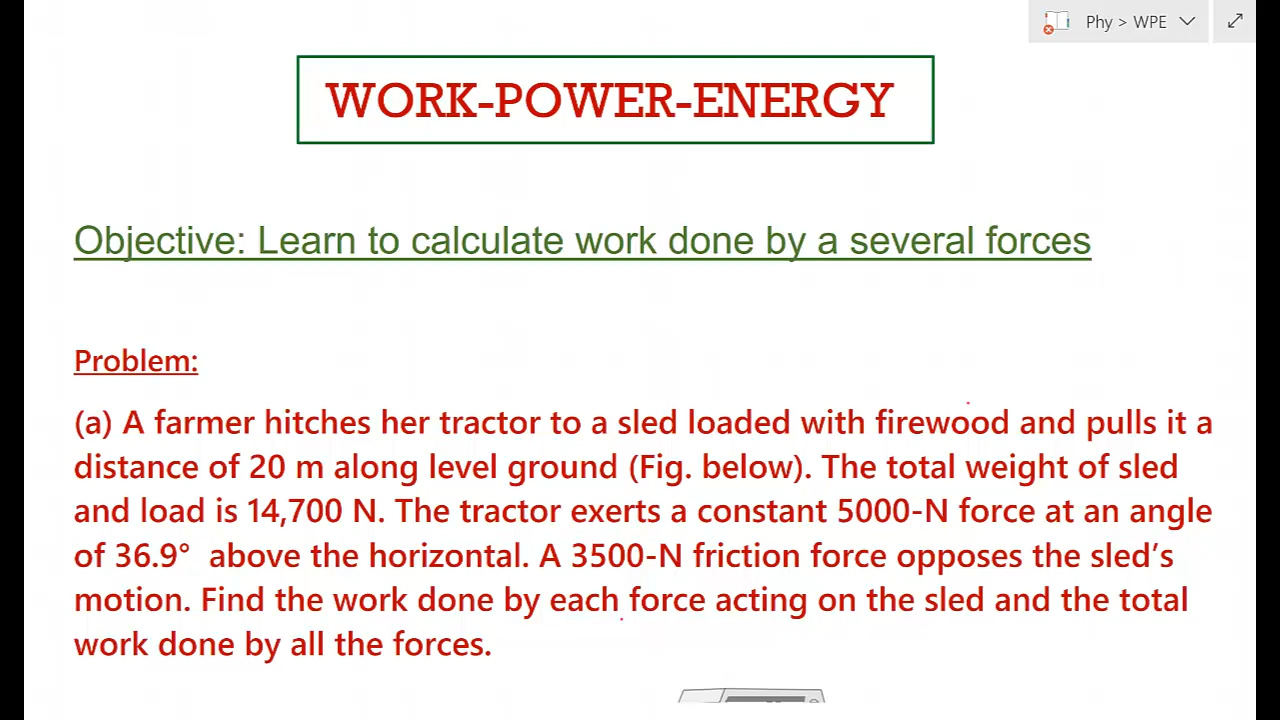 Phy > WPE
WORK-POWER-ENERGY
Objective: Learn to calculate work done by a several forces
Problem:
(a) A farmer hitches her tractor to a sled loaded with firewood and pulls it a
distance of 20 m along level ground (Fig. below). The total weight of sled
and load is 14,700 N. The tractor exerts a constant 5000-N force at an angle
of 36.9° above the horizontal. A 3500-N friction force opposes the sled’s
motion. Find the work done by each force acting on the sled and the total
work done by all the forces.